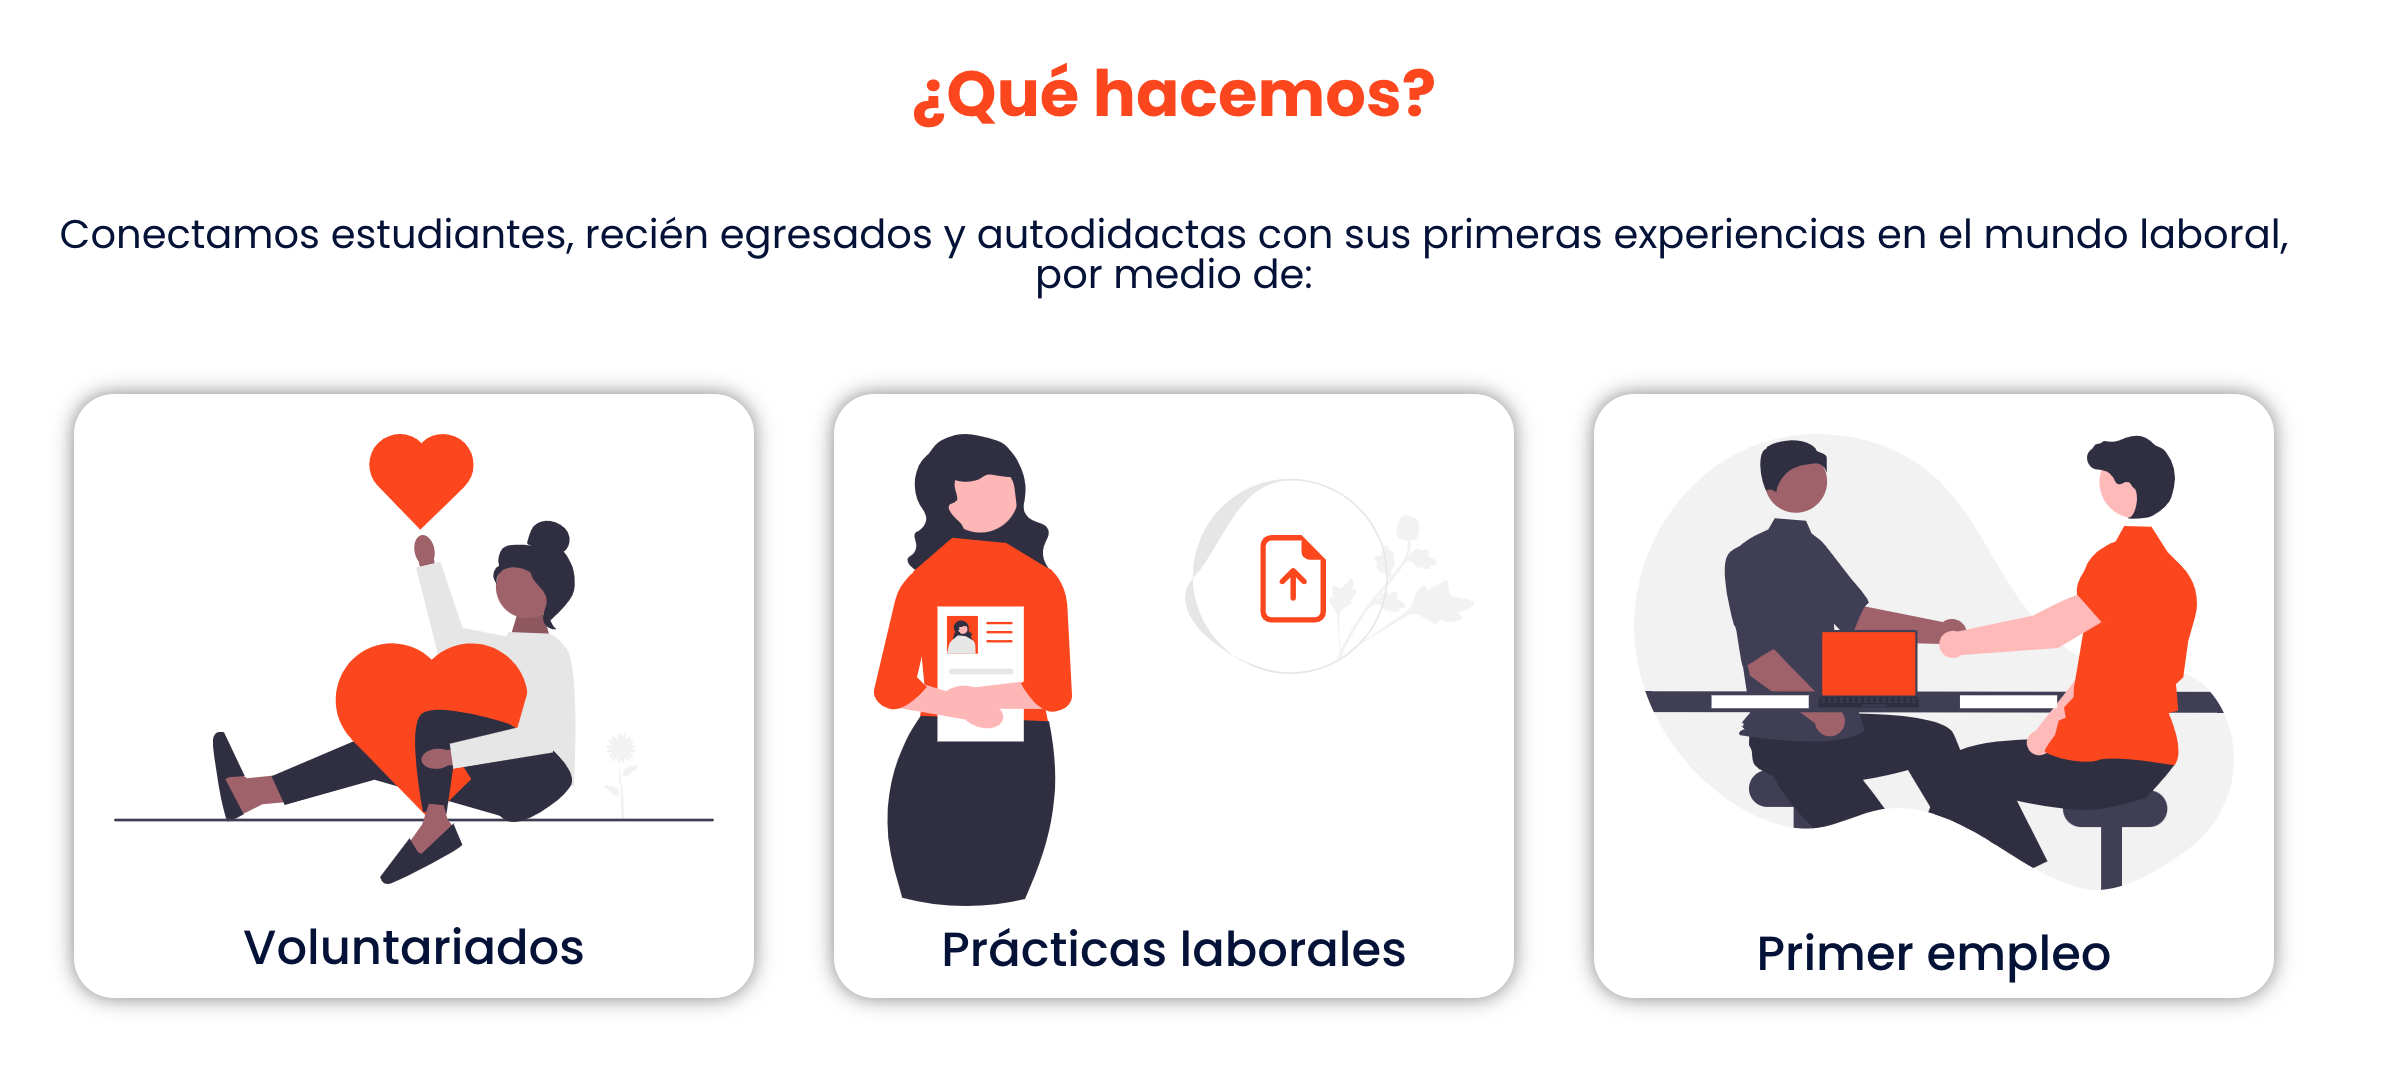 ¿Qué hacemos?
Conectamos estudiantes, recién egresados y autodidactas con sus primeras experiencias en el mundo laboral,
por medio de:
Voluntariados
Prácticas laborales
Primer empleo